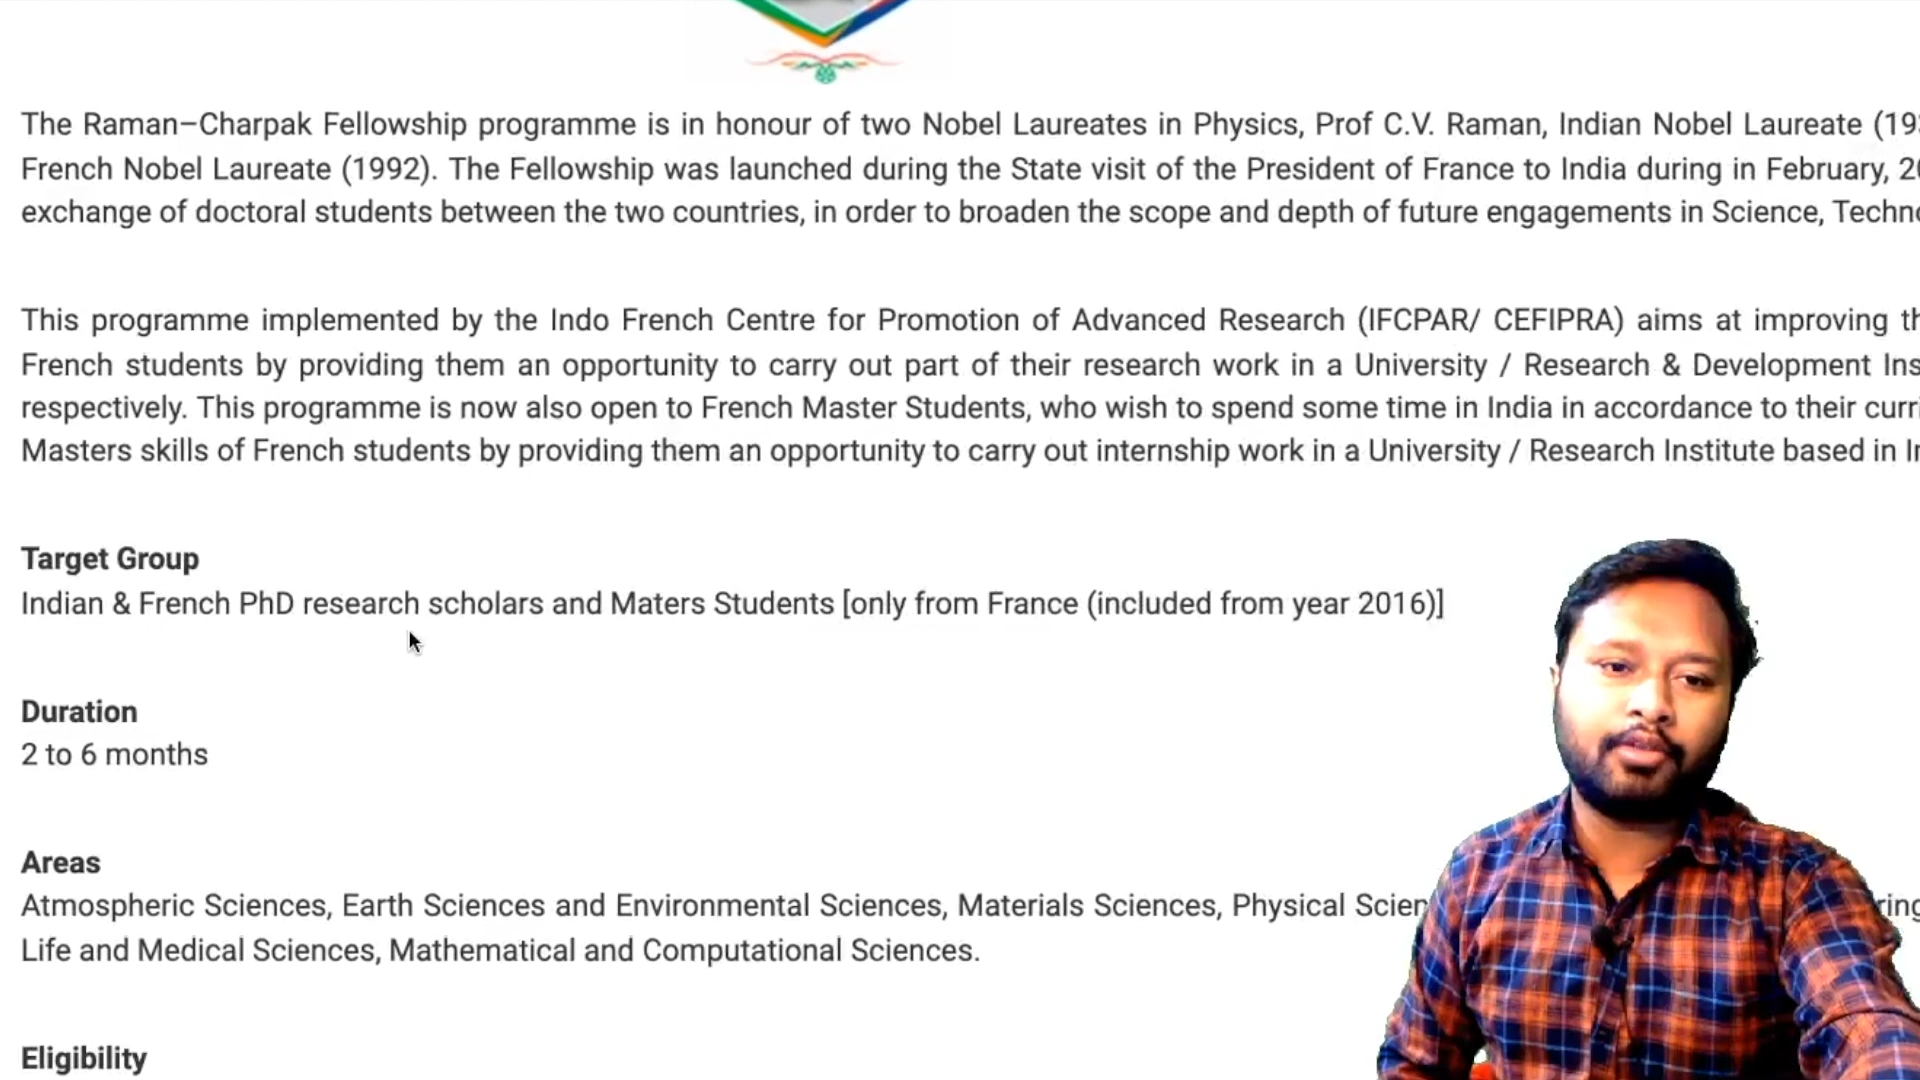 The Raman–Charpak Fellowship programme is in honour of two Nobel Laureates in Physics, Prof C.V. Raman, Indian Nobel Laureate
French Nobel Laureate (1992). The Fellowship was launched during the State visit of the President of France to India during in February,
exchange of doctoral students between the two countries, in order to broaden the scope and depth of future engagements in Science,
This programme implemented by the Indo French Centre for Promotion of Advanced Research (IFCPAR/ CEFIPRA) aims at improving
French students by providing them an opportunity to carry out part of their research work in a University / Research & Development
respectively. This programme is now also open to French Master Students, who wish to spend some time in India in accordance to their
Masters skills of French students by providing them an opportunity to carry out internship work in a University / Research Institute based in
Target Group
Indian & French PhD research scholars and Maters Students [only from France (included from year 2016)]
Duration
2 to 6 months
Areas
Atmospheric Sciences, Earth Sciences and Environmental Sciences, Materials Sciences, Physical
Life and Medical Sciences, Mathematical and Computational Sciences.
Eligibility